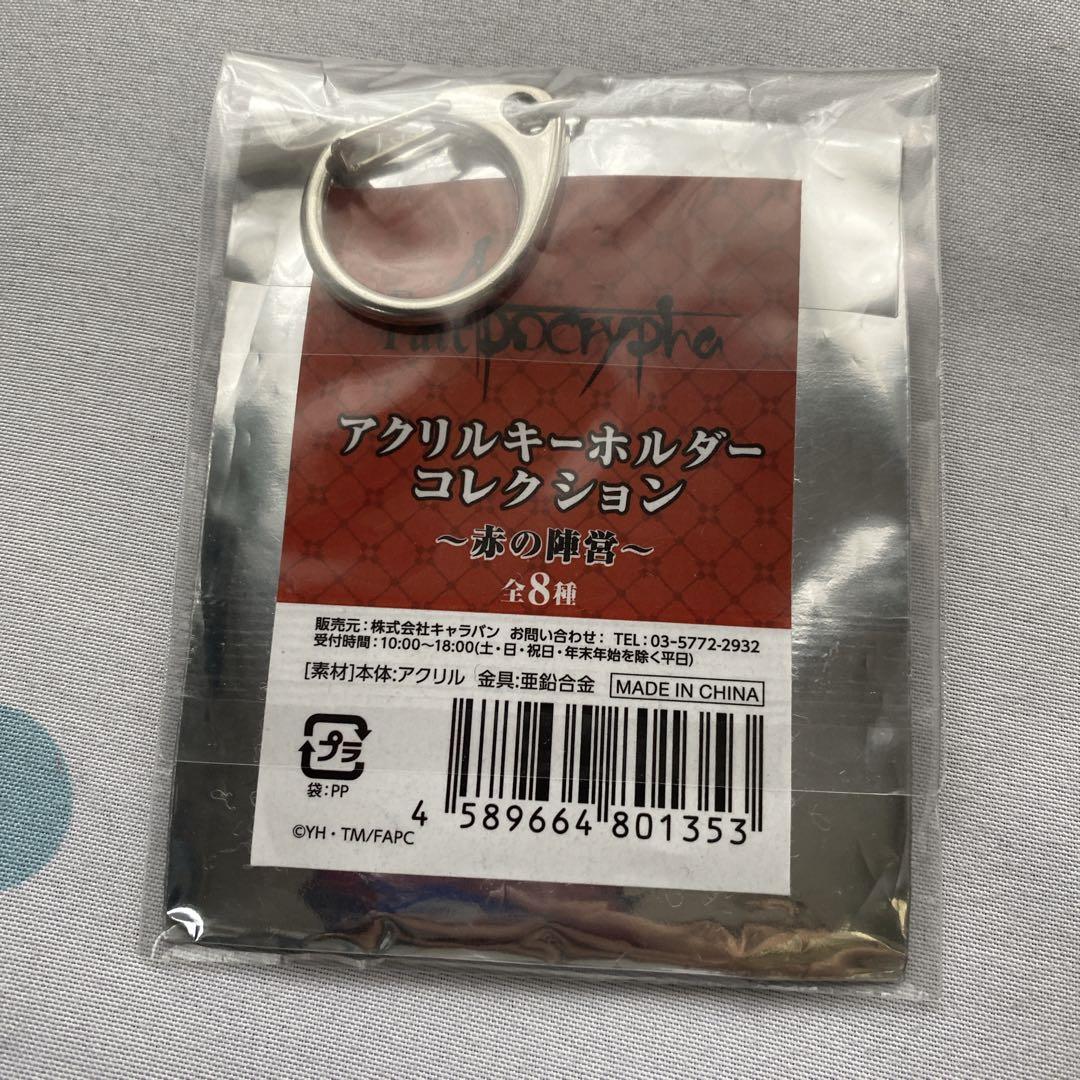 Fate/Apocrypha
アクリルキーホルダー
コレクション
～赤の陣営～
全8種
販売元：株式会社キャラバン お問い合わせ： TEL：03-5772-2932
受付時間：10:00～18:00(土・日・祝日・年末年始を除く平日)
[素材]本体:アクリル 金具:亜鉛合金 MADE IN CHINA
プラ
袋:PP
4 589664 801353
©YH・TM/FAPC